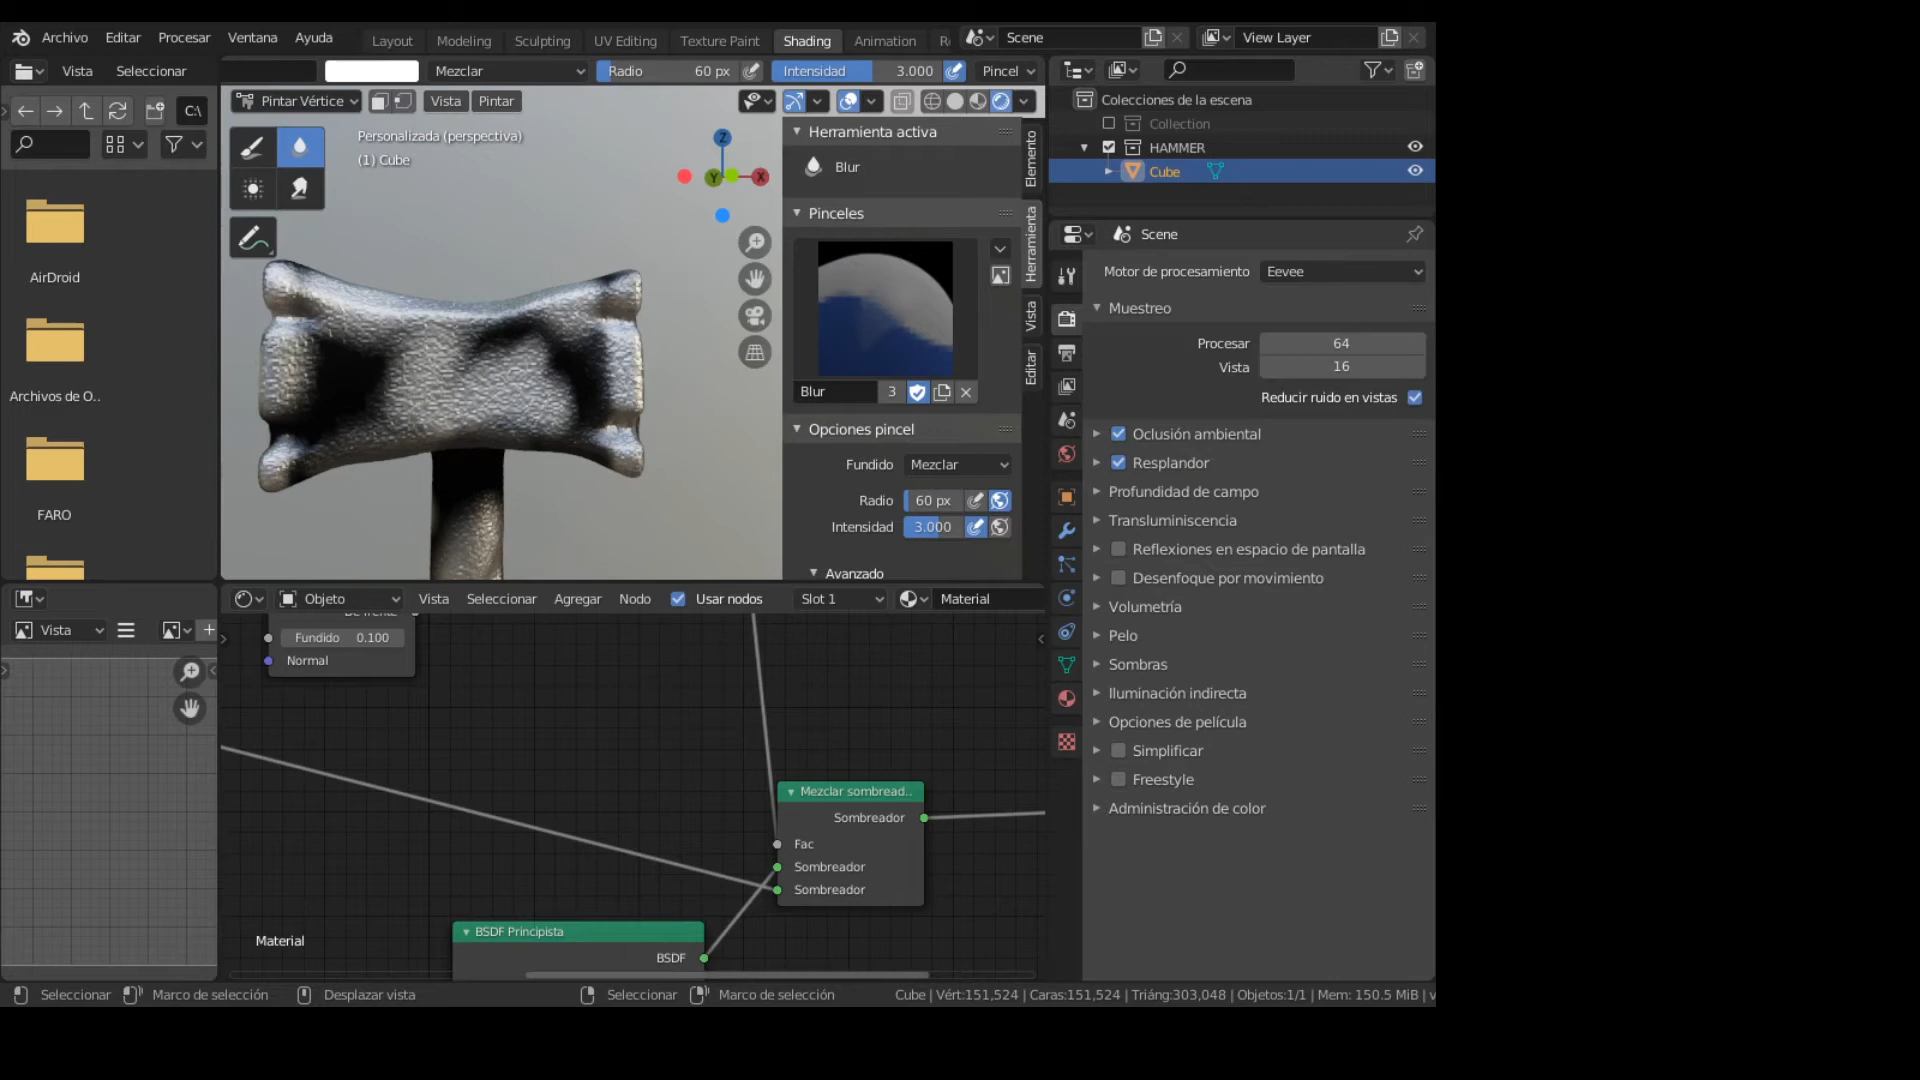 Archivo Editar Procesar Ventana Ayuda Layout Modeling Sculpting UV Editing Texture Paint Shading Animation Scene View Layer
Vista Seleccionar Mezclar Radio 60 px Intensidad 3.000 Pincel
Pintar Vértice Vista Pintar
C:\
Personalizada (perspectiva)
(1) Cube
Z
Y
X
AirDroid
Archivos de O..
FARO
Herramienta activa
Blur
Pinceles
Blur 3
Opciones pincel
Fundido Mezclar
Radio 60 px
Intensidad 3.000
Avanzado
Elemento
Herramienta
Vista
Editar
Colecciones de la escena
Collection
HAMMER
Cube
Scene
Motor de procesamiento Eevee
Muestreo
Procesar 64
Vista 16
Reducir ruido en vistas
Oclusión ambiental
Resplandor
Profundidad de campo
Transluminiscencia
Reflexiones en espacio de pantalla
Desenfoque por movimiento
Volumetría
Pelo
Sombras
Iluminación indirecta
Opciones de película
Simplificar
Freestyle
Administración de color
Vista
Objeto Vista Seleccionar Agregar Nodo Usar nodos Slot 1 Material
Fundido 0.100
Normal
Mezclar sombread..
Sombreador
Fac
Sombreador
Sombreador
BSDF Principista
BSDF
Material
Seleccionar Marco de selección Desplazar vista Seleccionar Marco de selección Cube | Vért:151,524 | Caras:151,524 | Triáng:303,048 | Objetos:1/1 | Mem: 150.5 MiB | v